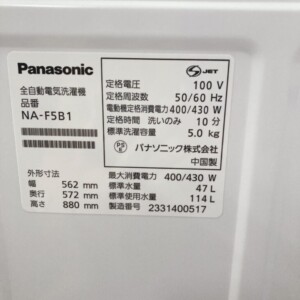 Panasonic
全自動電気洗濯機
品番
NA-F5B1
JET
定格電圧 100 V
定格周波数 50/60 Hz
電動機定格消費電力 400/430 W
定格時間 洗いのみ 10 分
標準洗濯容量 5.0 kg
PSE パナソニック株式会社
中国製
外形寸法
幅 562 mm
奥行 572 mm
高さ 880 mm
最大消費電力 400/430 W
標準水量 47 L
標準使用水量 114 L
製造番号 2331400517